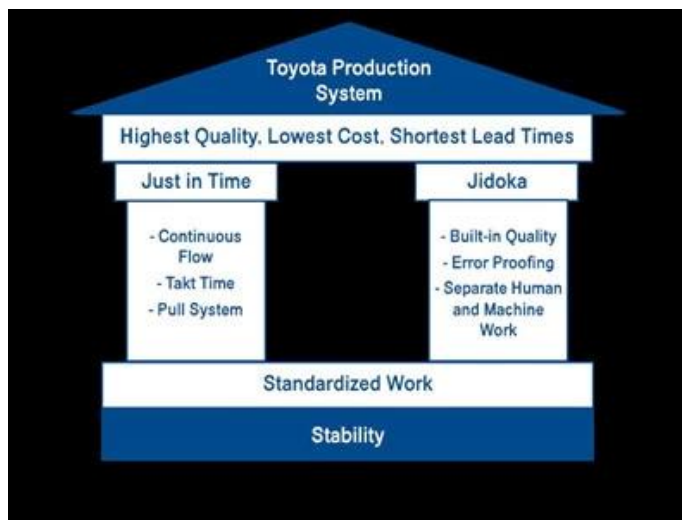 Toyota Production
System
Highest Quality, Lowest Cost, Shortest Lead Times
Just in Time
- Continuous
Flow
- Takt Time
- Pull System
Jidoka
- Built-in Quality
- Error Proofing
- Separate Human
and Machine
Work
Standardized Work
Stability